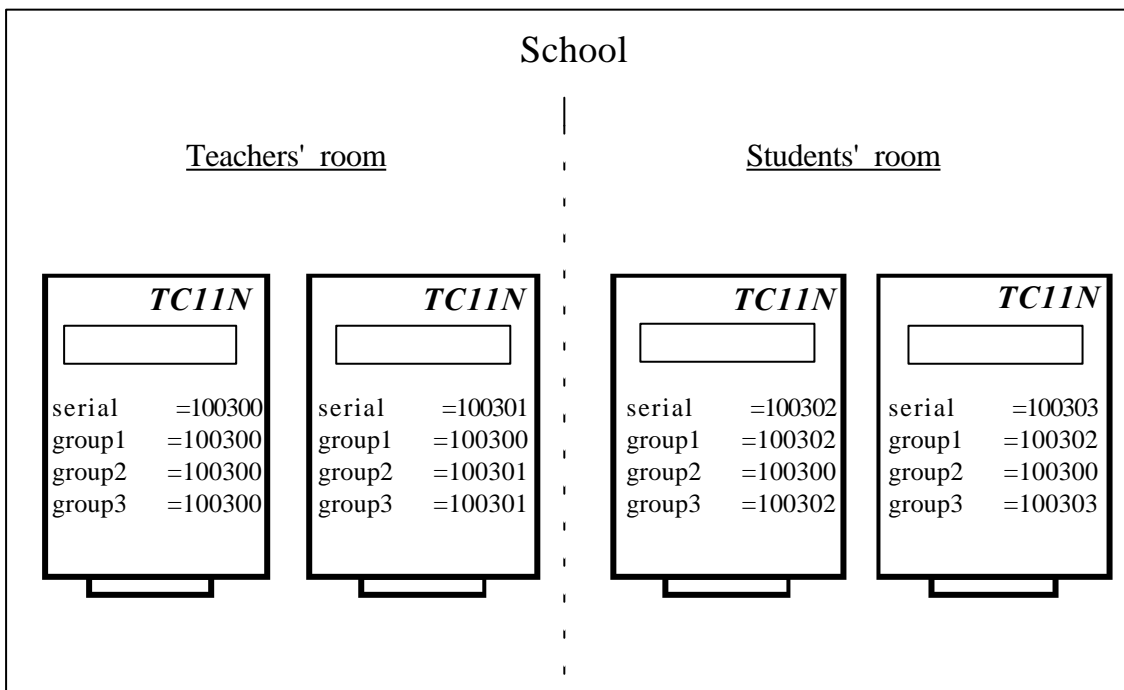 School
Teachers' room
Students' room
TC11N
serial =100300
group1 =100300
group2 =100300
group3 =100300
TC11N
serial =100301
group1 =100300
group2 =100301
group3 =100301
TC11N
serial =100302
group1 =100302
group2 =100300
group3 =100302
TC11N
serial =100303
group1 =100302
group2 =100300
group3 =100303